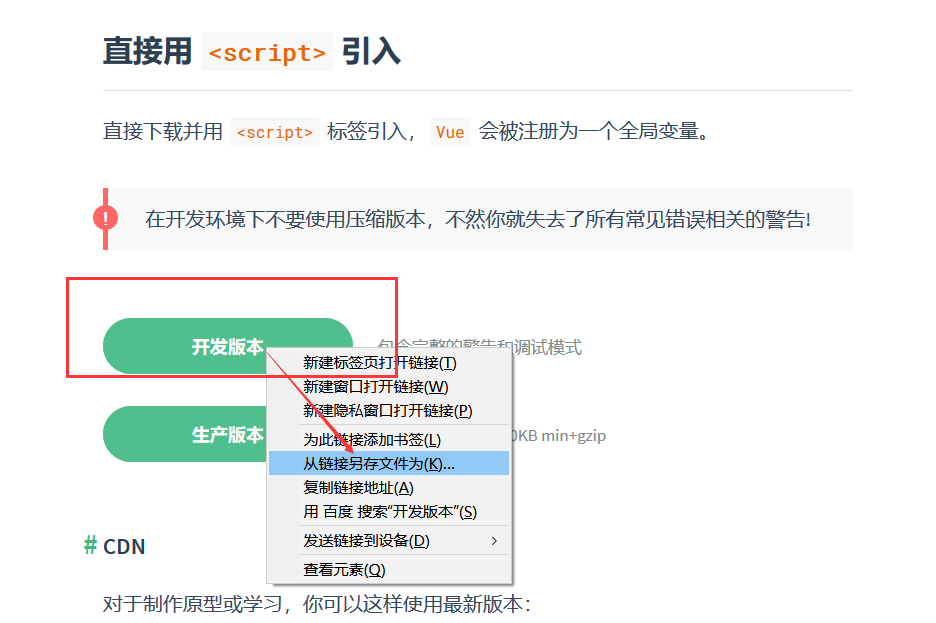 直接用 <script> 引入
直接下载并用 <script> 标签引入，Vue 会被注册为一个全局变量。
! 在开发环境下不要使用压缩版本，不然你就失去了所有常见错误相关的警告!
开发版本 包含完整的警告和调试模式
新建标签页打开链接(T)
新建窗口打开链接(W)
新建隐私窗口打开链接(P)
生产版本 0KB min+gzip
为此链接添加书签(L)
从链接另存文件为(K)...
复制链接地址(A)
用 百度 搜索“开发版本”(S)
发送链接到设备(D)
查看元素(Q)
# CDN
对于制作原型或学习，你可以这样使用最新版本：